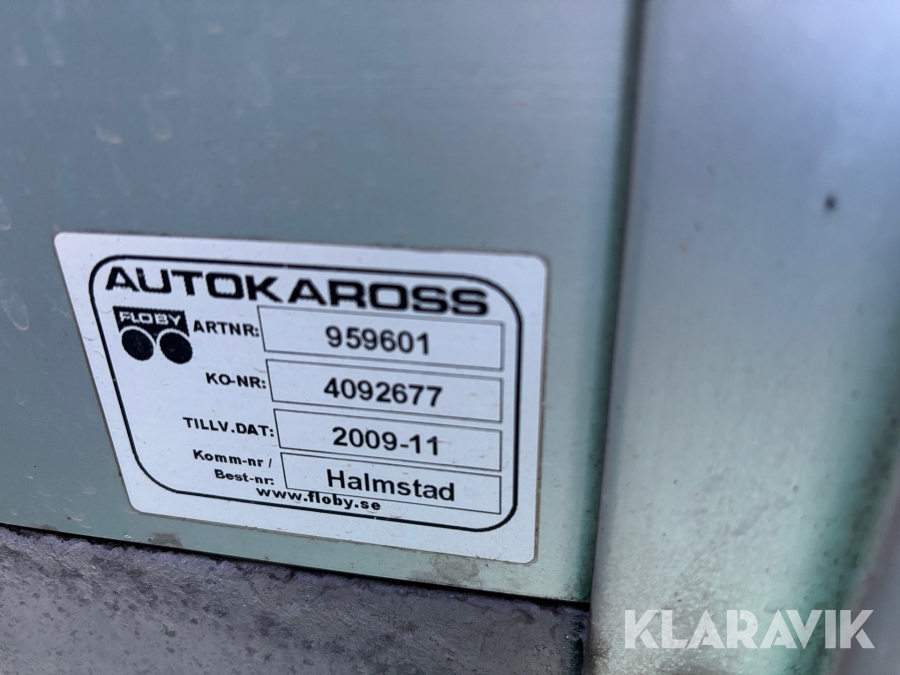 AUTOKAROSS
FLOBY
ARTNR: 959601
KO-NR: 4092677
TILLV.DAT: 2009-11
Komm-nr /
Best-nr: Halmstad
www.floby.se
KLARAVIK